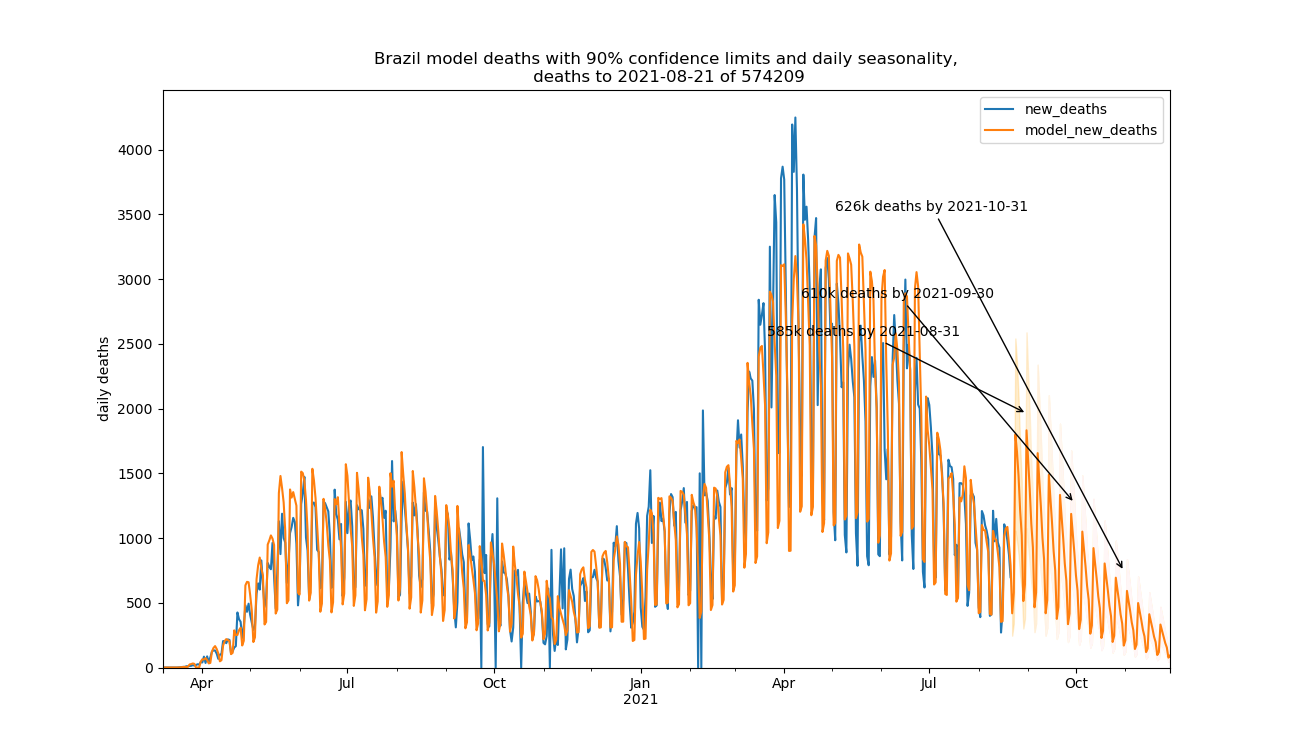 Brazil model deaths with 90% confidence limits and daily seasonality,
deaths to 2021-08-21 of 574209
new_deaths
model_new_deaths
daily deaths
4000
3500
3000
2500
2000
1500
1000
500
0
626k deaths by 2021-10-31
610k deaths by 2021-09-30
585k deaths by 2021-08-31
Apr
Jul
Oct
Jan
2021
Apr
Jul
Oct